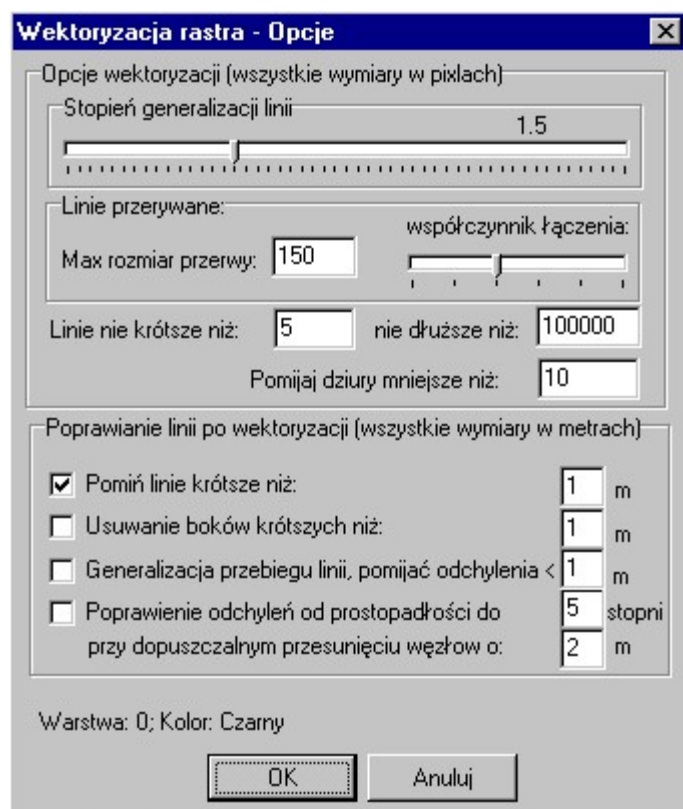 Wektoryzacja rastra - Opcje
Opcje wektoryzacji (wszystkie wymiary w pixlach)
Stopień generalizacji linii
1.5
Linie przerywane:
współczynnik łączenia:
Max rozmiar przerwy: 150
Linie nie krótsze niż: 5 nie dłuższe niż: 100000
Pomijaj dziury mniejsze niż: 10
Poprawianie linii po wektoryzacji (wszystkie wymiary w metrach)
Pomiń linie krótsze niż: 1 m
Usuwanie boków krótszych niż: 1 m
Generalizacja przebiegu linii, pomijać odchylenia < 1 m
Poprawienie odchyleń od prostopadłości do 5 stopni
przy dopuszczalnym przesunięciu węzłow o: 2 m
Warstwa: 0; Kolor: Czarny
OK Anuluj